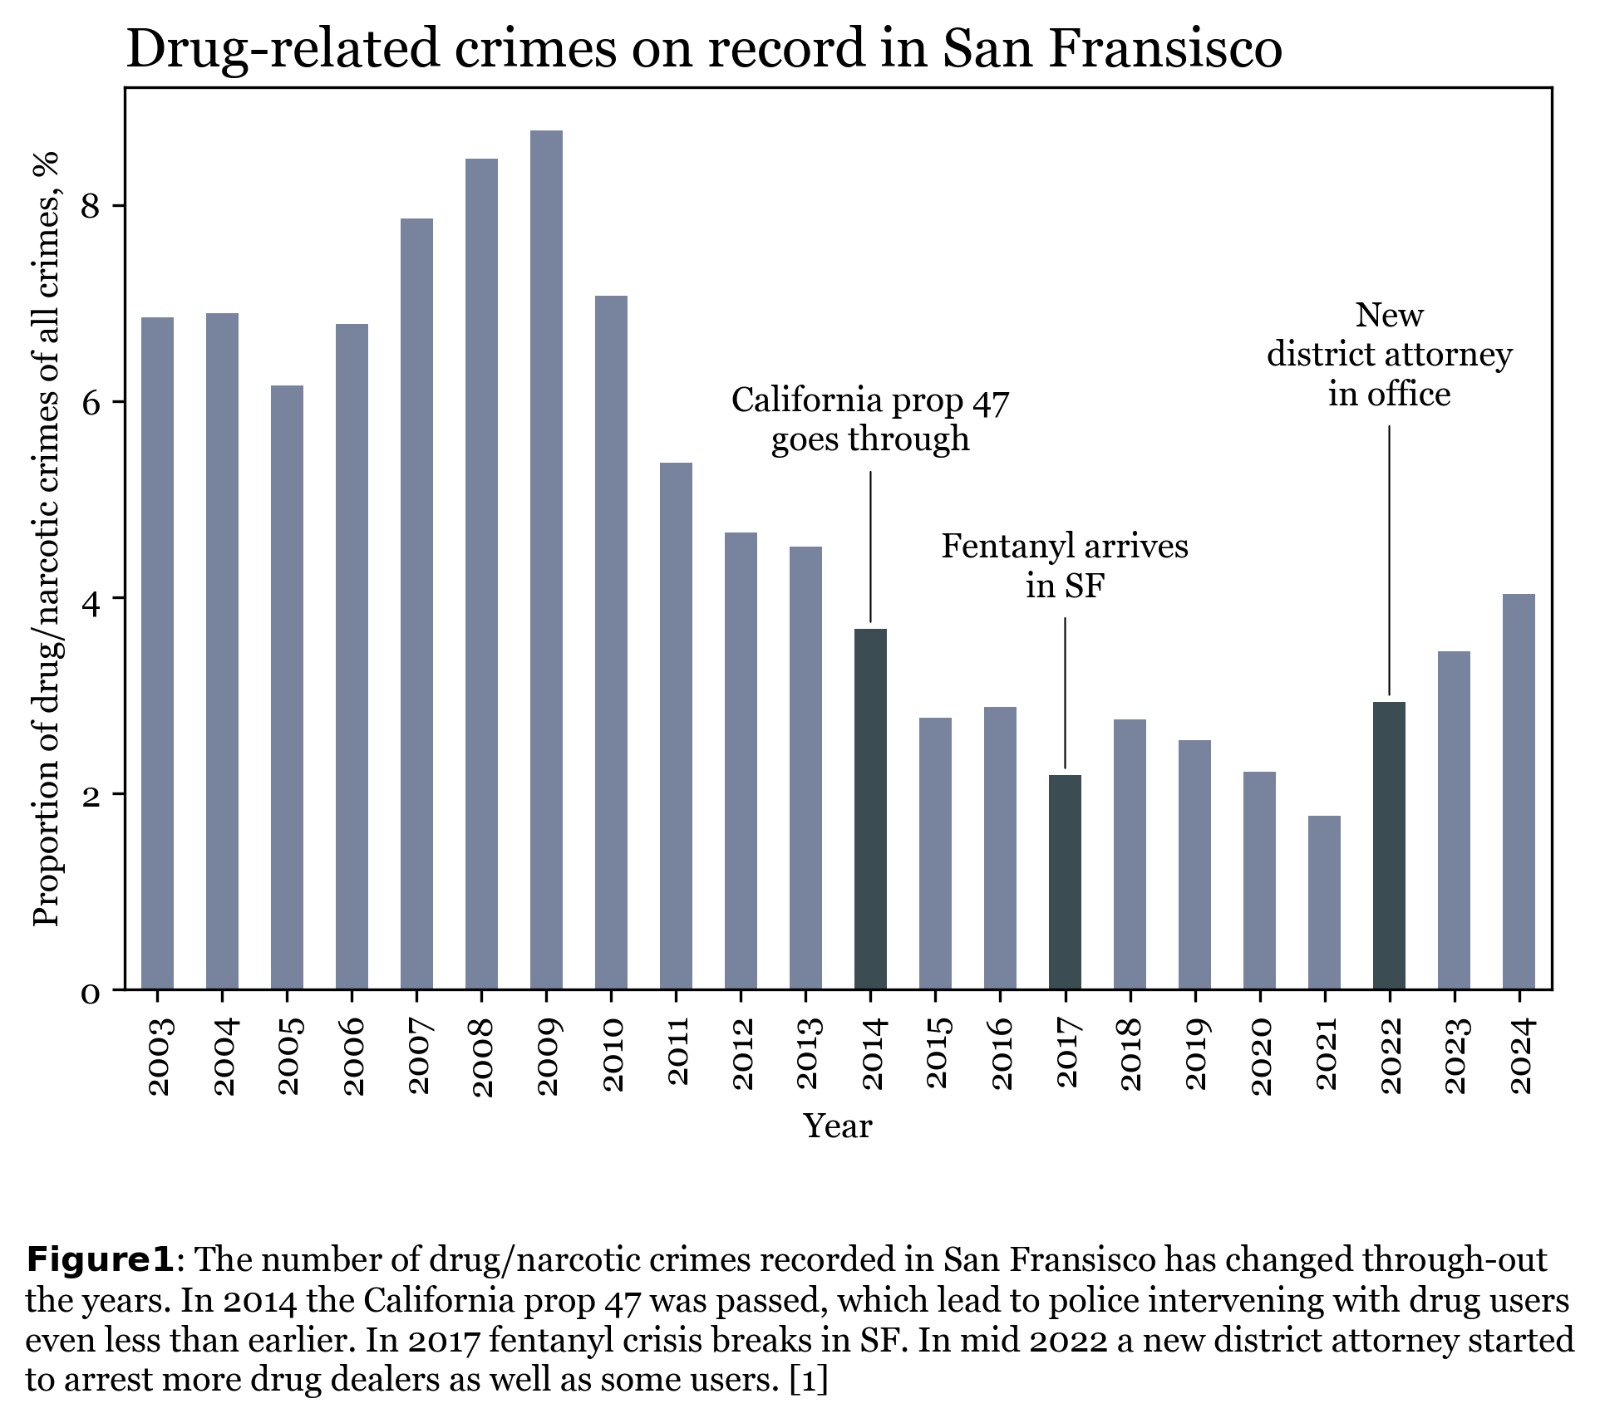 Drug-related crimes on record in San Fransisco
Proportion of drug/narcotic crimes of all crimes, %
8
6
4
2
0
California prop 47
goes through
Fentanyl arrives
in SF
New
district attorney
in office
2003
2004
2005
2006
2007
2008
2009
2010
2011
2012
2013
2014
2015
2016
2017
2018
2019
2020
2021
2022
2023
2024
Year
Figure1: The number of drug/narcotic crimes recorded in San Fransisco has changed through-out
the years. In 2014 the California prop 47 was passed, which lead to police intervening with drug users
even less than earlier. In 2017 fentanyl crisis breaks in SF. In mid 2022 a new district attorney started
to arrest more drug dealers as well as some users. [1]